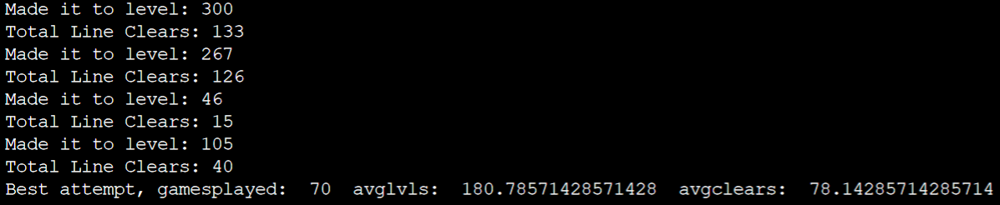 Made it to level: 300
Total Line Clears: 133
Made it to level: 267
Total Line Clears: 126
Made it to level: 46
Total Line Clears: 15
Made it to level: 105
Total Line Clears: 40
Best attempt, gamesplayed:  70  avglvls:  180.78571428571428  avgclears:  78.14285714285714